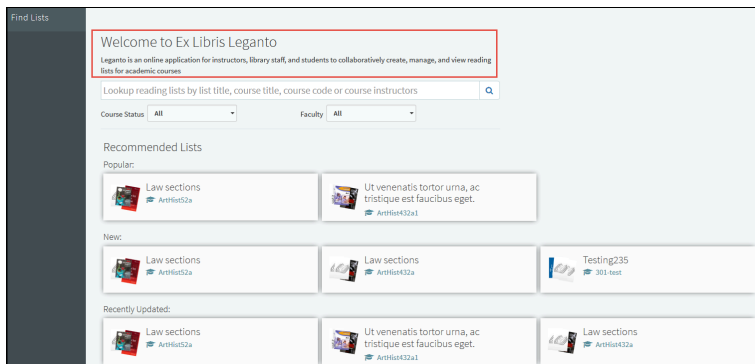 Find Lists
Welcome to Ex Libris Leganto
Leganto is an online application for instructors, library staff, and students to collaboratively create, manage, and view reading
lists for academic courses
Lookup reading lists by list title, course title, course code or course instructors
Course Status All Faculty All
Recommended Lists
Popular:
Law sections
ArtHist52a
Ut venenatis tortor urna, ac
tristique est faucibus eget.
ArtHist432a1
New:
Law sections
ArtHist52a
Law sections
ArtHist432a
Testing235
301-test
Recently Updated:
Law sections
ArtHist52a
Ut venenatis tortor urna, ac
tristique est faucibus eget.
ArtHist432a1
Law sections
ArtHist432a